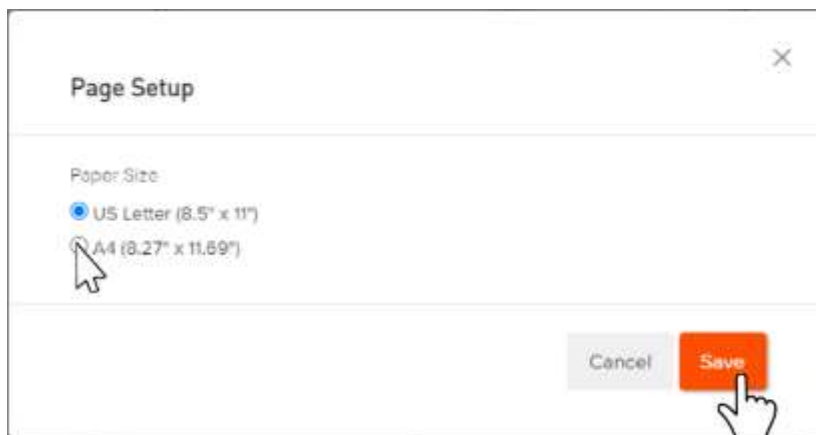 Page Setup
Paper Size
US Letter (8.5" x 11")
A4 (8.27" x 11.69")
Cancel
Save